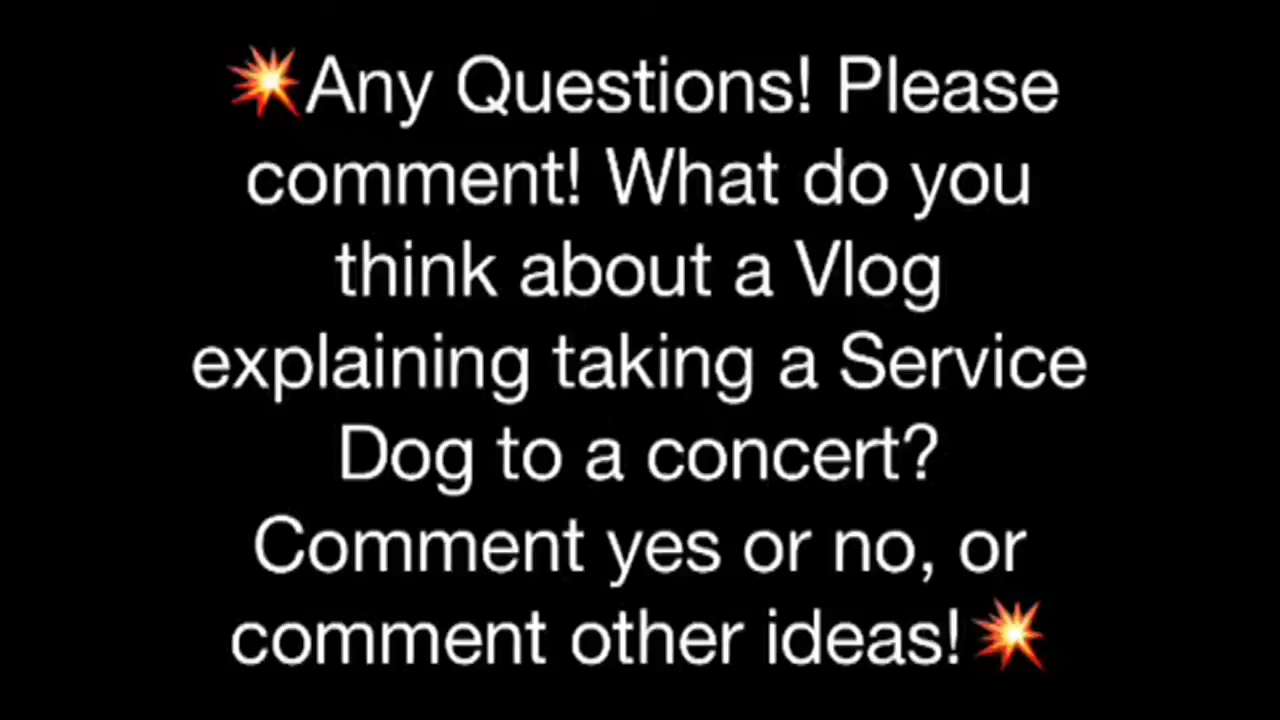 💥Any Questions! Please
comment! What do you
think about a Vlog
explaining taking a Service
Dog to a concert?
Comment yes or no, or
comment other ideas!💥